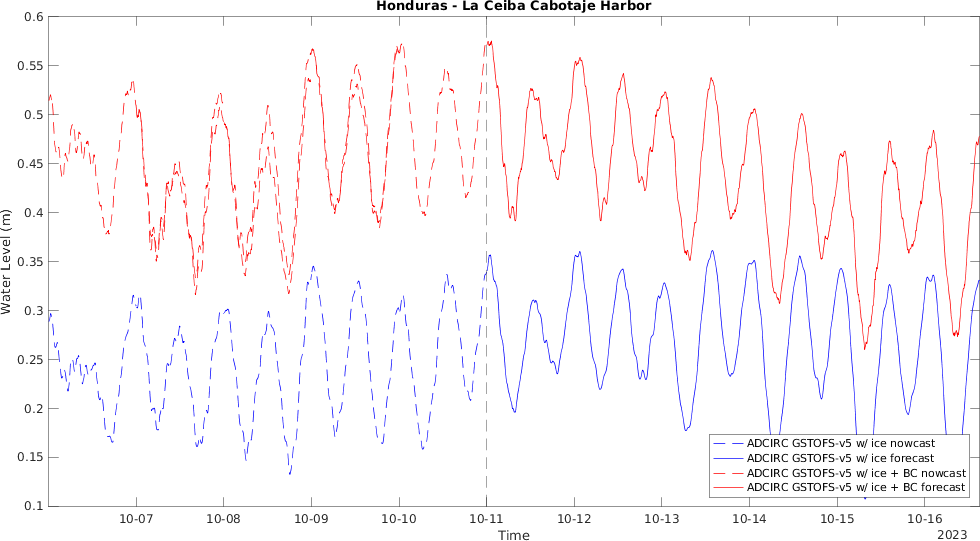 Honduras - La Ceiba Cabotaje Harbor
0.6
0.55
0.5
0.45
0.4
0.35
0.3
0.25
0.2
0.15
0.1
Water Level (m)
ADCIRC GSTOFS-v5 w/ ice nowcast
ADCIRC GSTOFS-v5 w/ ice forecast
ADCIRC GSTOFS-v5 w/ ice + BC nowcast
ADCIRC GSTOFS-v5 w/ ice + BC forecast
10-07 10-08 10-09 10-10 10-11 10-12 10-13 10-14 10-15 10-16
Time
2023